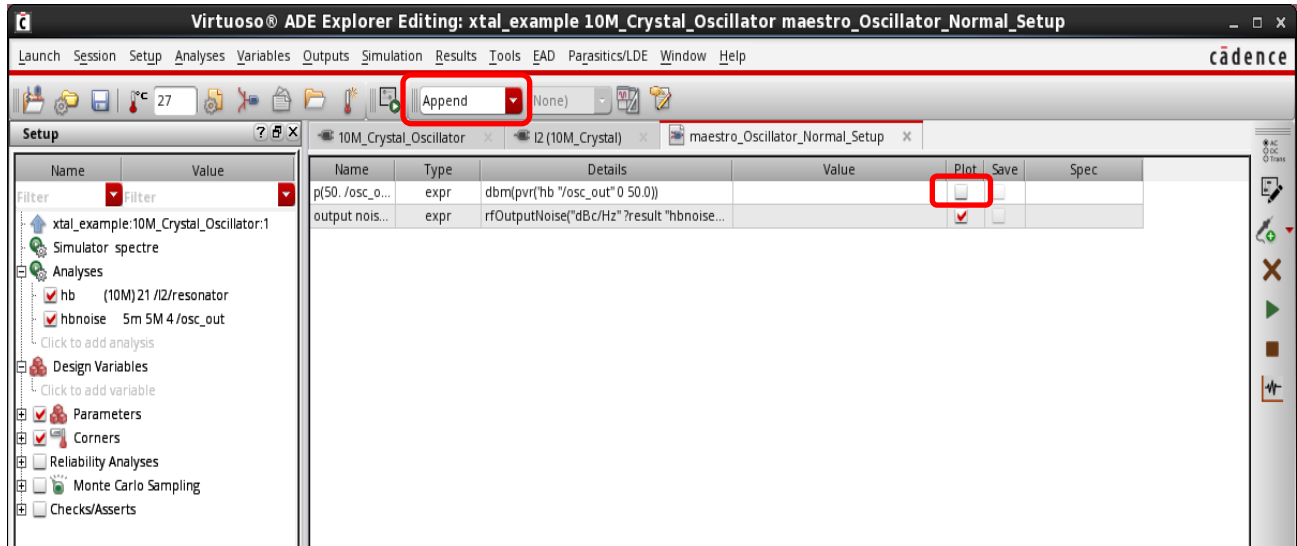 Virtuoso® ADE Explorer Editing: xtal_example 10M_Crystal_Oscillator maestro_Oscillator_Normal_Setup
Launch Session Setup Analyses Variables Outputs Simulation Results Tools EAD Parasitics/LDE Window Help
cādence
°C 27 Append None)
Setup
10M_Crystal_Oscillator I2 (10M_Crystal) maestro_Oscillator_Normal_Setup
AC
DC
Trans
Name Value
Name Type Details Value Plot Save Spec
Filter Filter
p(50. /osc_o... expr dbm(pvr('hb "/osc_out" 0 50.0))
output nois... expr rfOutputNoise("dBc/Hz" ?result "hbnoise...
xtal_example:10M_Crystal_Oscillator:1
Simulator spectre
Analyses
hb (10M) 21 /I2/resonator
hbnoise 5m 5M 4 /osc_out
Click to add analysis
Design Variables
Click to add variable
Parameters
Corners
Reliability Analyses
Monte Carlo Sampling
Checks/Asserts